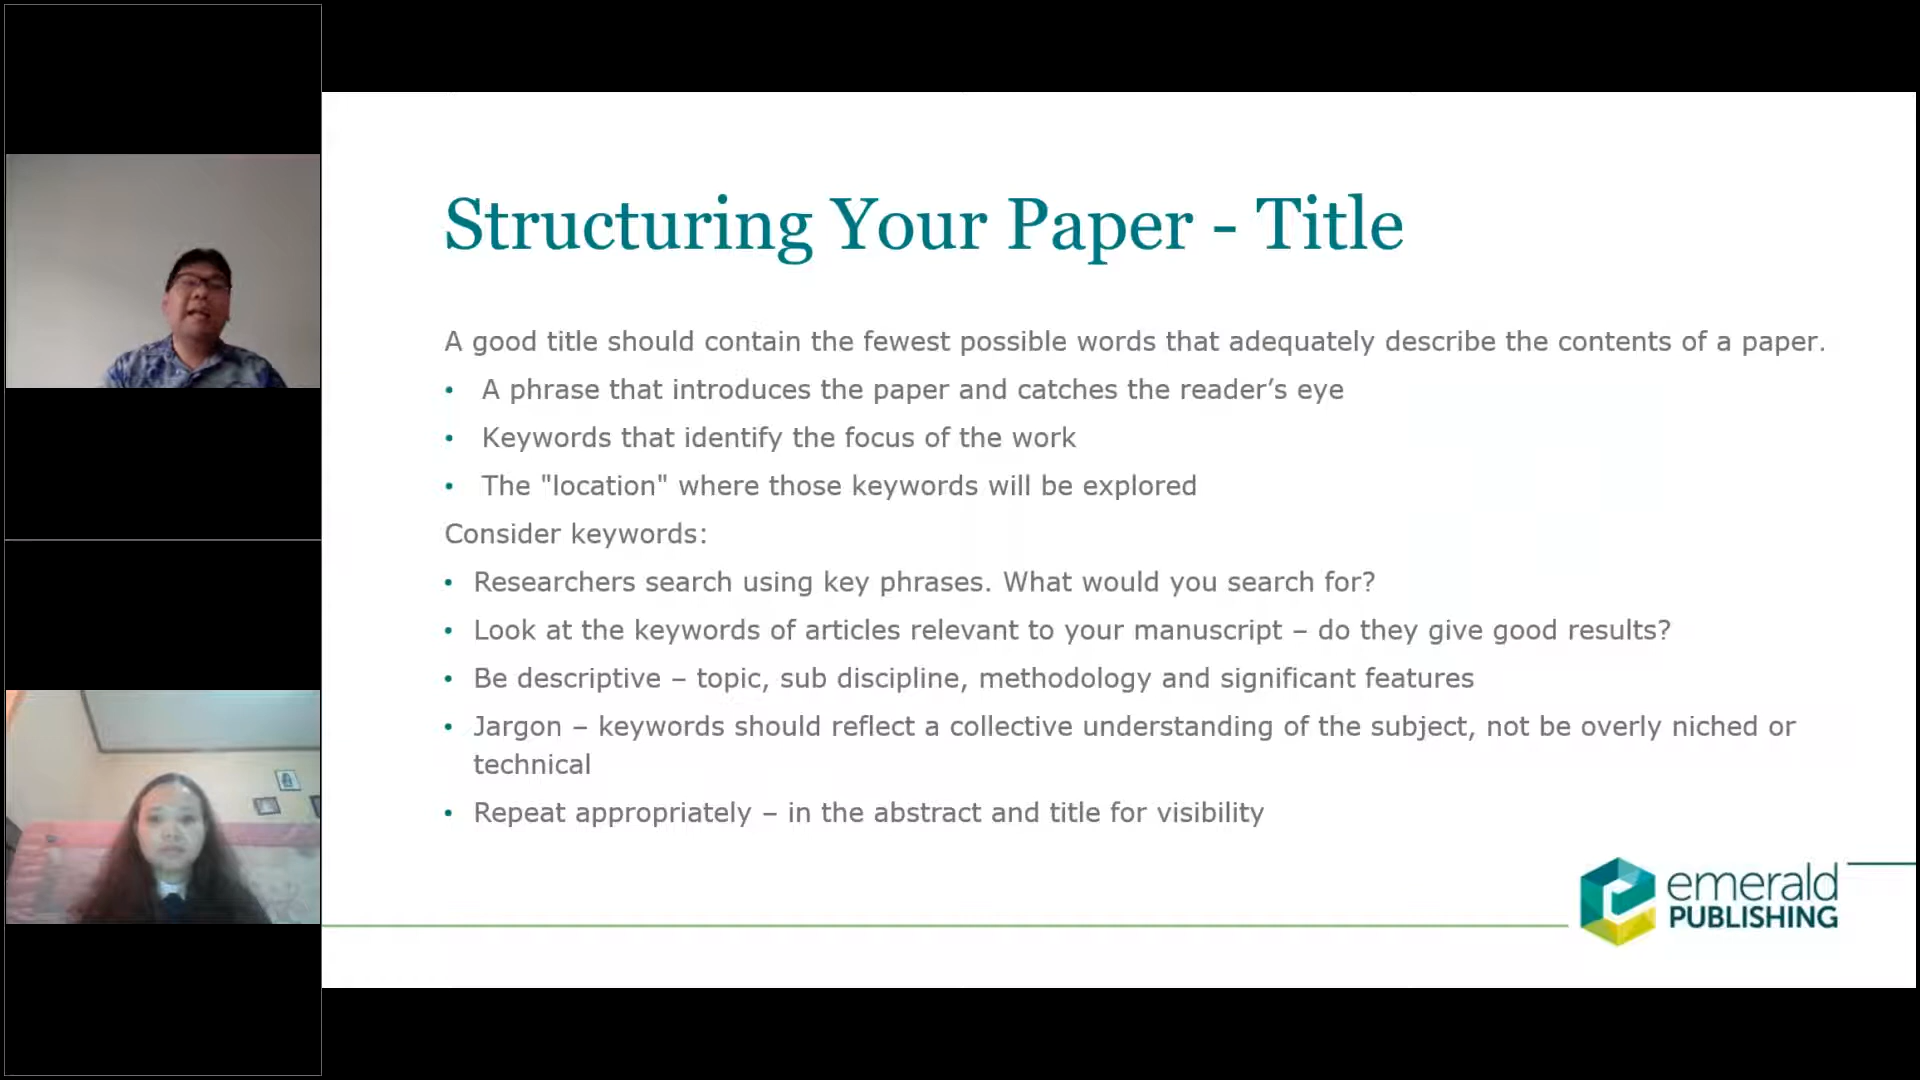 Structuring Your Paper - Title
A good title should contain the fewest possible words that adequately describe the contents of a paper.
• A phrase that introduces the paper and catches the reader’s eye
• Keywords that identify the focus of the work
• The "location" where those keywords will be explored
Consider keywords:
• Researchers search using key phrases. What would you search for?
• Look at the keywords of articles relevant to your manuscript – do they give good results?
• Be descriptive – topic, sub discipline, methodology and significant features
• Jargon – keywords should reflect a collective understanding of the subject, not be overly niched or
technical
• Repeat appropriately – in the abstract and title for visibility
emerald
PUBLISHING